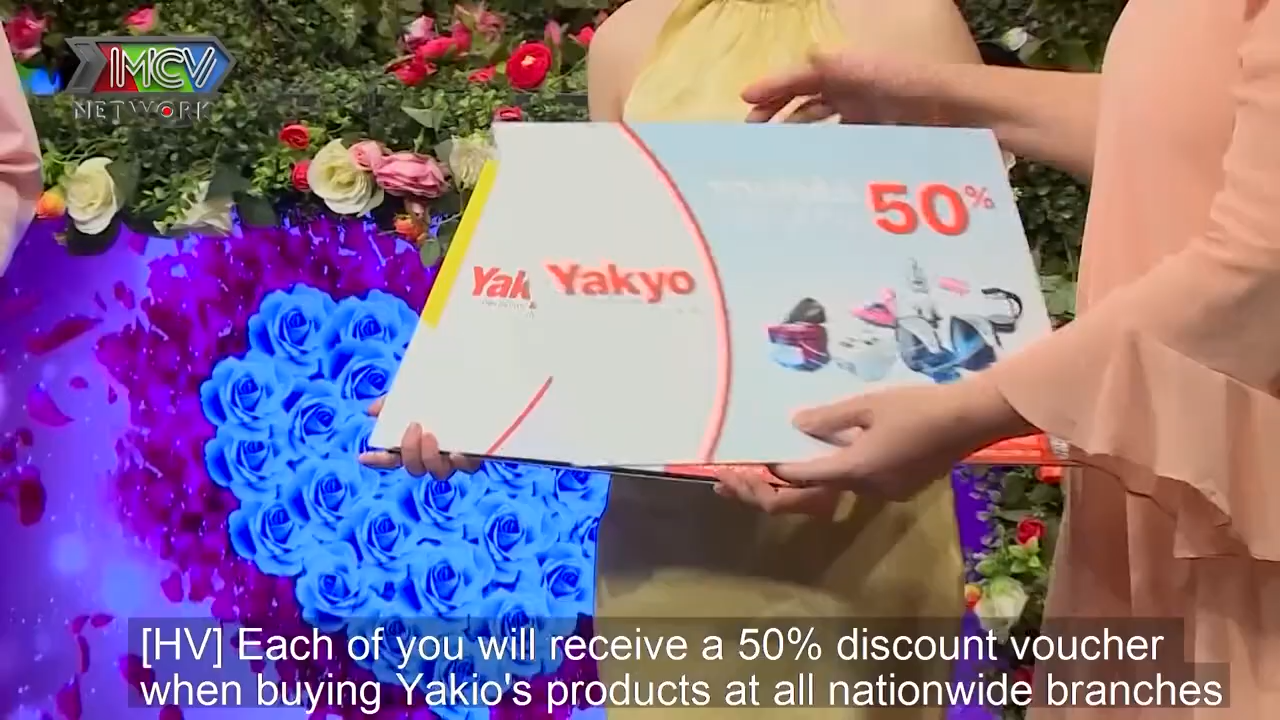 MCV
NETWORK
50%
Yak Yakyo
[HV] Each of you will receive a 50% discount voucher
when buying Yakio's products at all nationwide branches